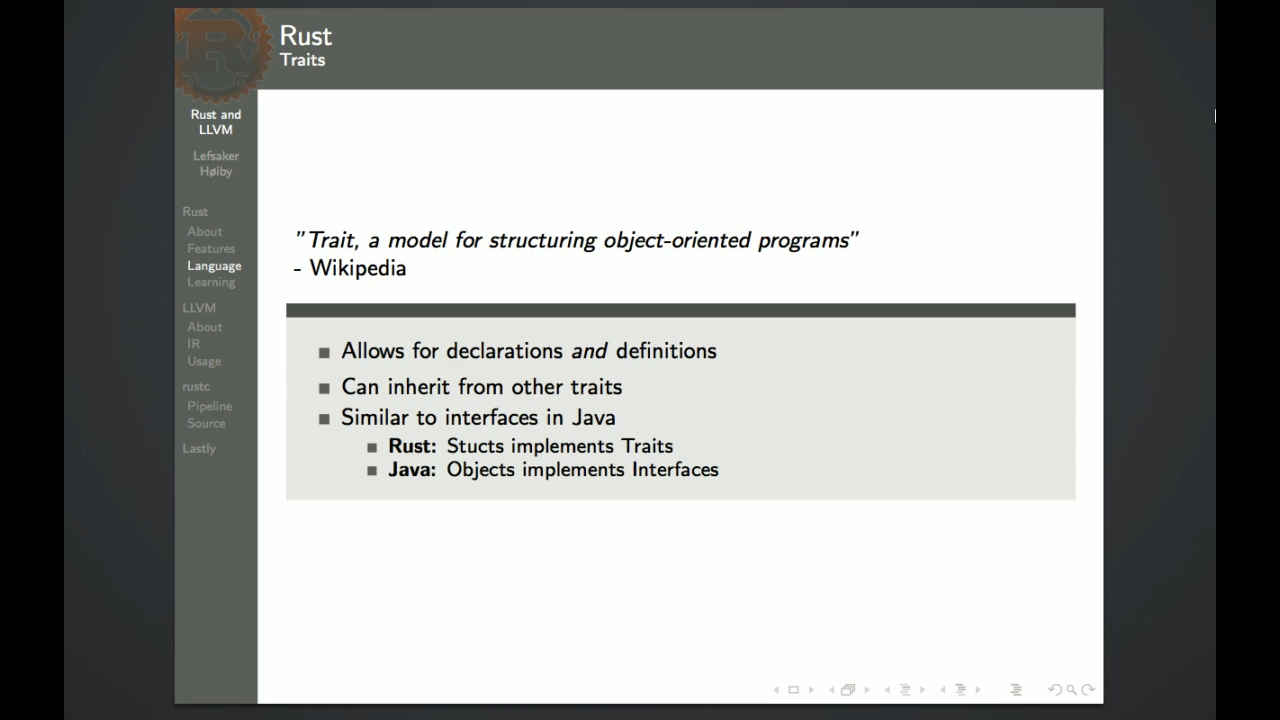 Rust
Traits
Rust and
LLVM
Lefsaker
Høiby
Rust
About
Features
Language
Learning
LLVM
About
IR
Usage
rustc
Pipeline
Source
Lastly
"Trait, a model for structuring object-oriented programs"
- Wikipedia
Allows for declarations and definitions
Can inherit from other traits
Similar to interfaces in Java
Rust: Stucts implements Traits
Java: Objects implements Interfaces